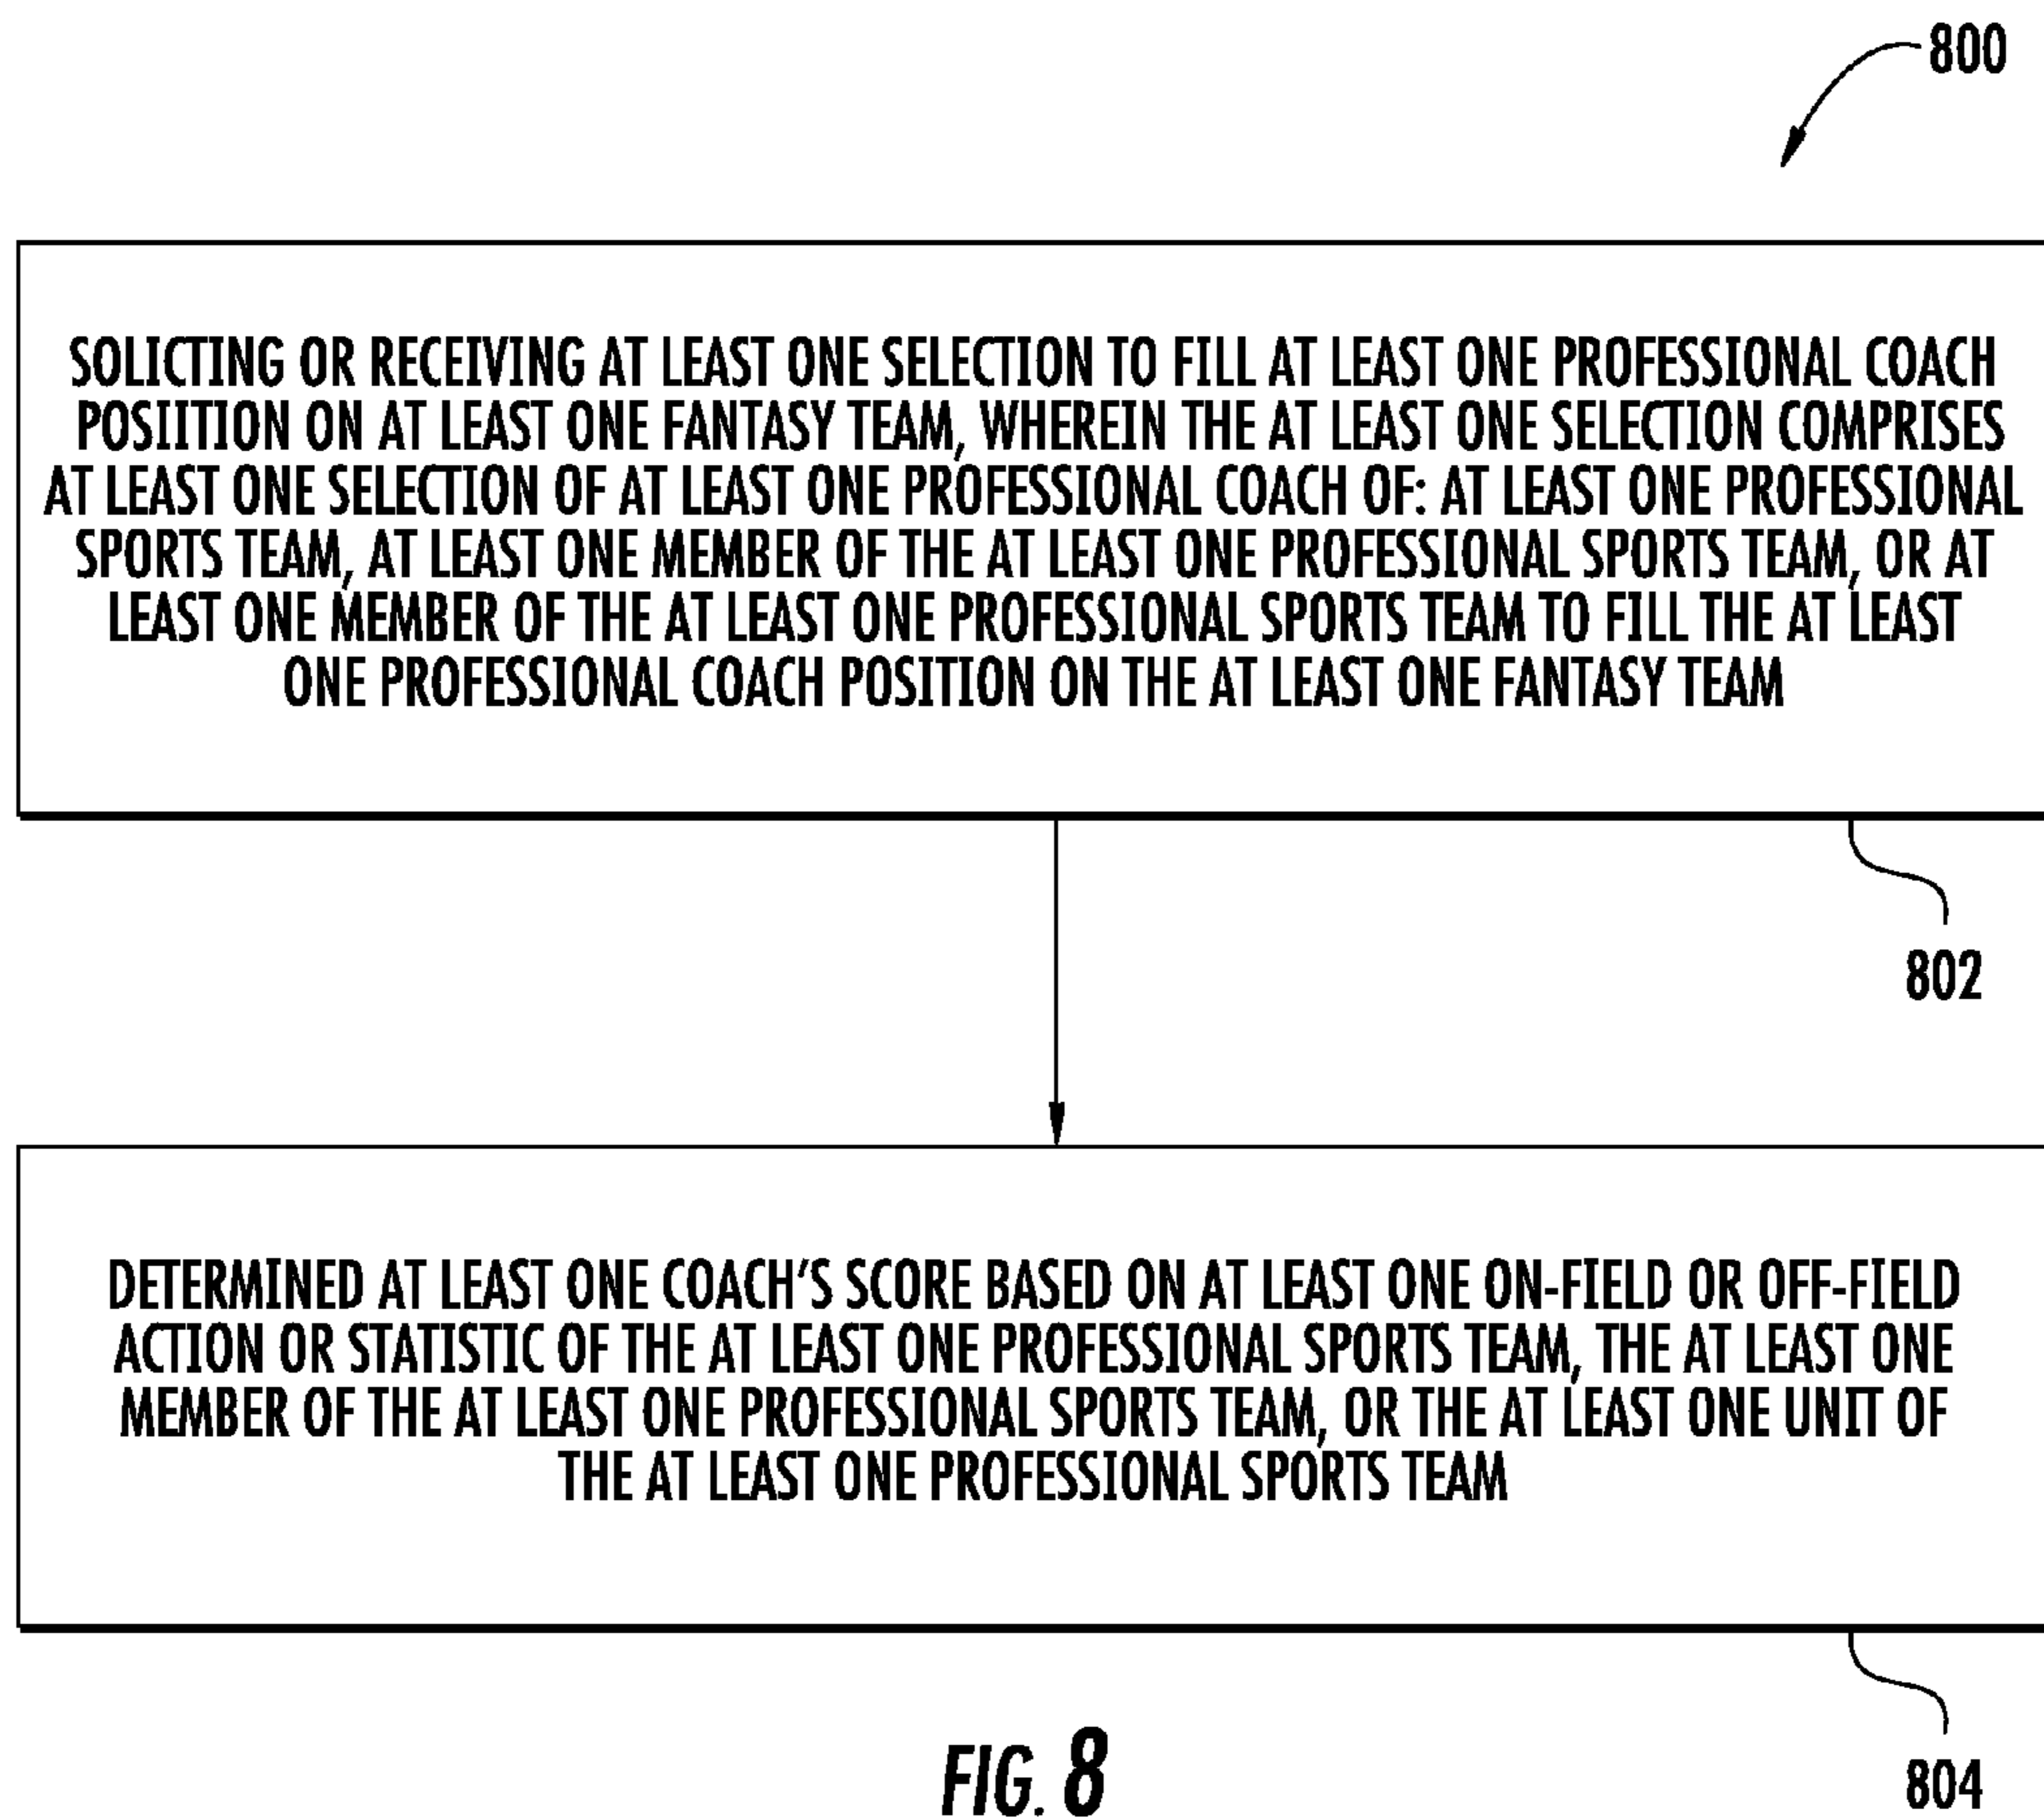 800
SOLICTING OR RECEIVING AT LEAST ONE SELECTION TO FILL AT LEAST ONE PROFESSIONAL COACH
POSIITION ON AT LEAST ONE FANTASY TEAM, WHEREIN THE AT LEAST ONE SELECTION COMPRISES
AT LEAST ONE SELECTION OF AT LEAST ONE PROFESSIONAL COACH OF: AT LEAST ONE PROFESSIONAL
SPORTS TEAM, AT LEAST ONE MEMBER OF THE AT LEAST ONE PROFESSIONAL SPORTS TEAM, OR AT
LEAST ONE MEMBER OF THE AT LEAST ONE PROFESSIONAL SPORTS TEAM TO FILL THE AT LEAST
ONE PROFESSIONAL COACH POSITION ON THE AT LEAST ONE FANTASY TEAM
802
DETERMINED AT LEAST ONE COACH'S SCORE BASED ON AT LEAST ONE ON-FIELD OR OFF-FIELD
ACTION OR STATISTIC OF THE AT LEAST ONE PROFESSIONAL SPORTS TEAM, THE AT LEAST ONE
MEMBER OF THE AT LEAST ONE PROFESSIONAL SPORTS TEAM, OR THE AT LEAST ONE UNIT OF
THE AT LEAST ONE PROFESSIONAL SPORTS TEAM
804
FIG. 8